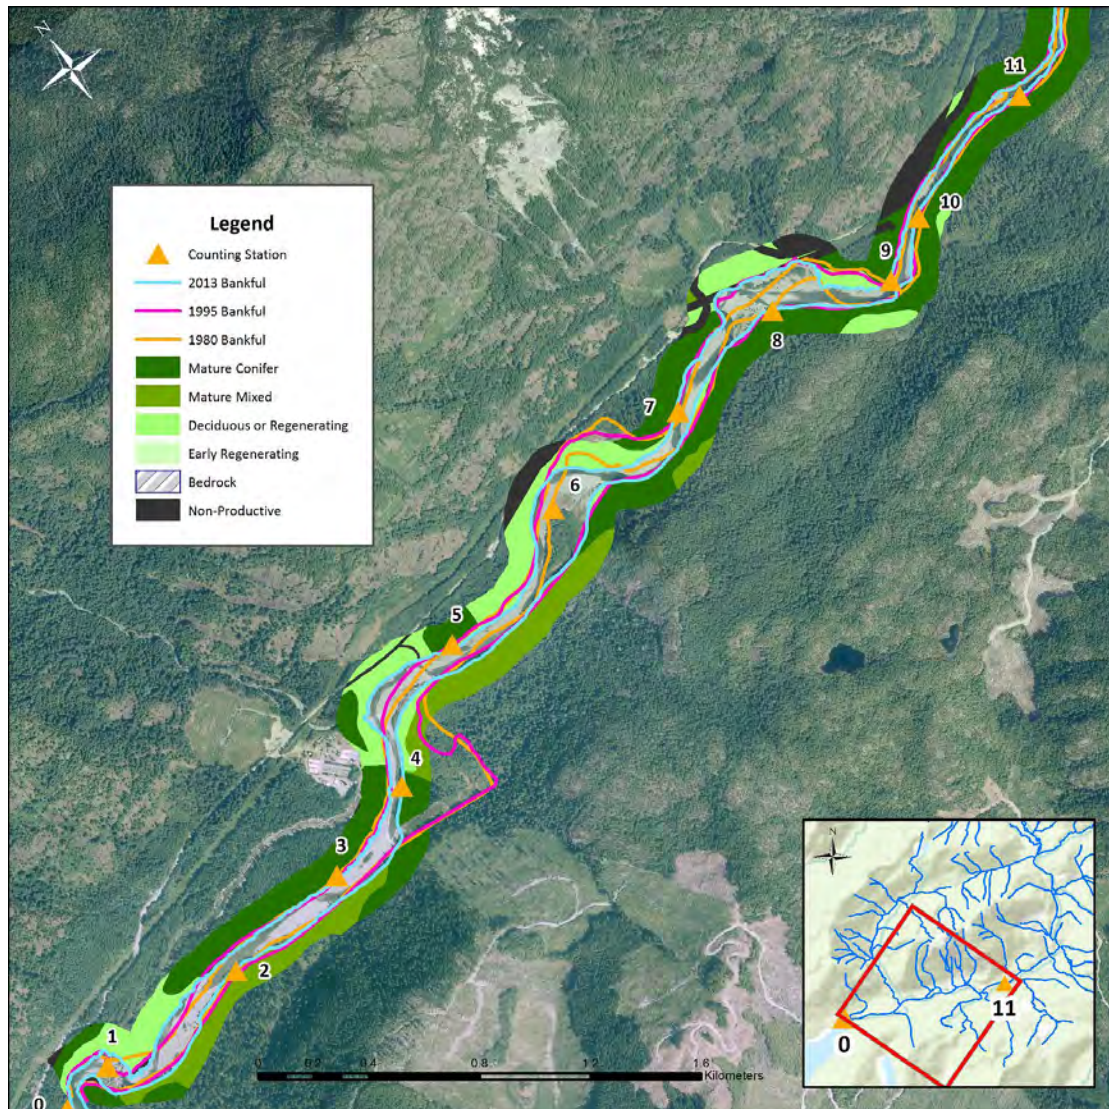 N
11
10
9
8
7
6
5
4
3
2
1
0
Legend
Counting Station
2013 Bankful
1995 Bankful
1980 Bankful
Mature Conifer
Mature Mixed
Deciduous or Regenerating
Early Regenerating
Bedrock
Non-Productive
0 0.2 0.4 0.8 1.2 1.6
Kilometers
N
11
0